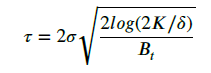 τ = 2σ√(2log(2K/δ)/B_t)